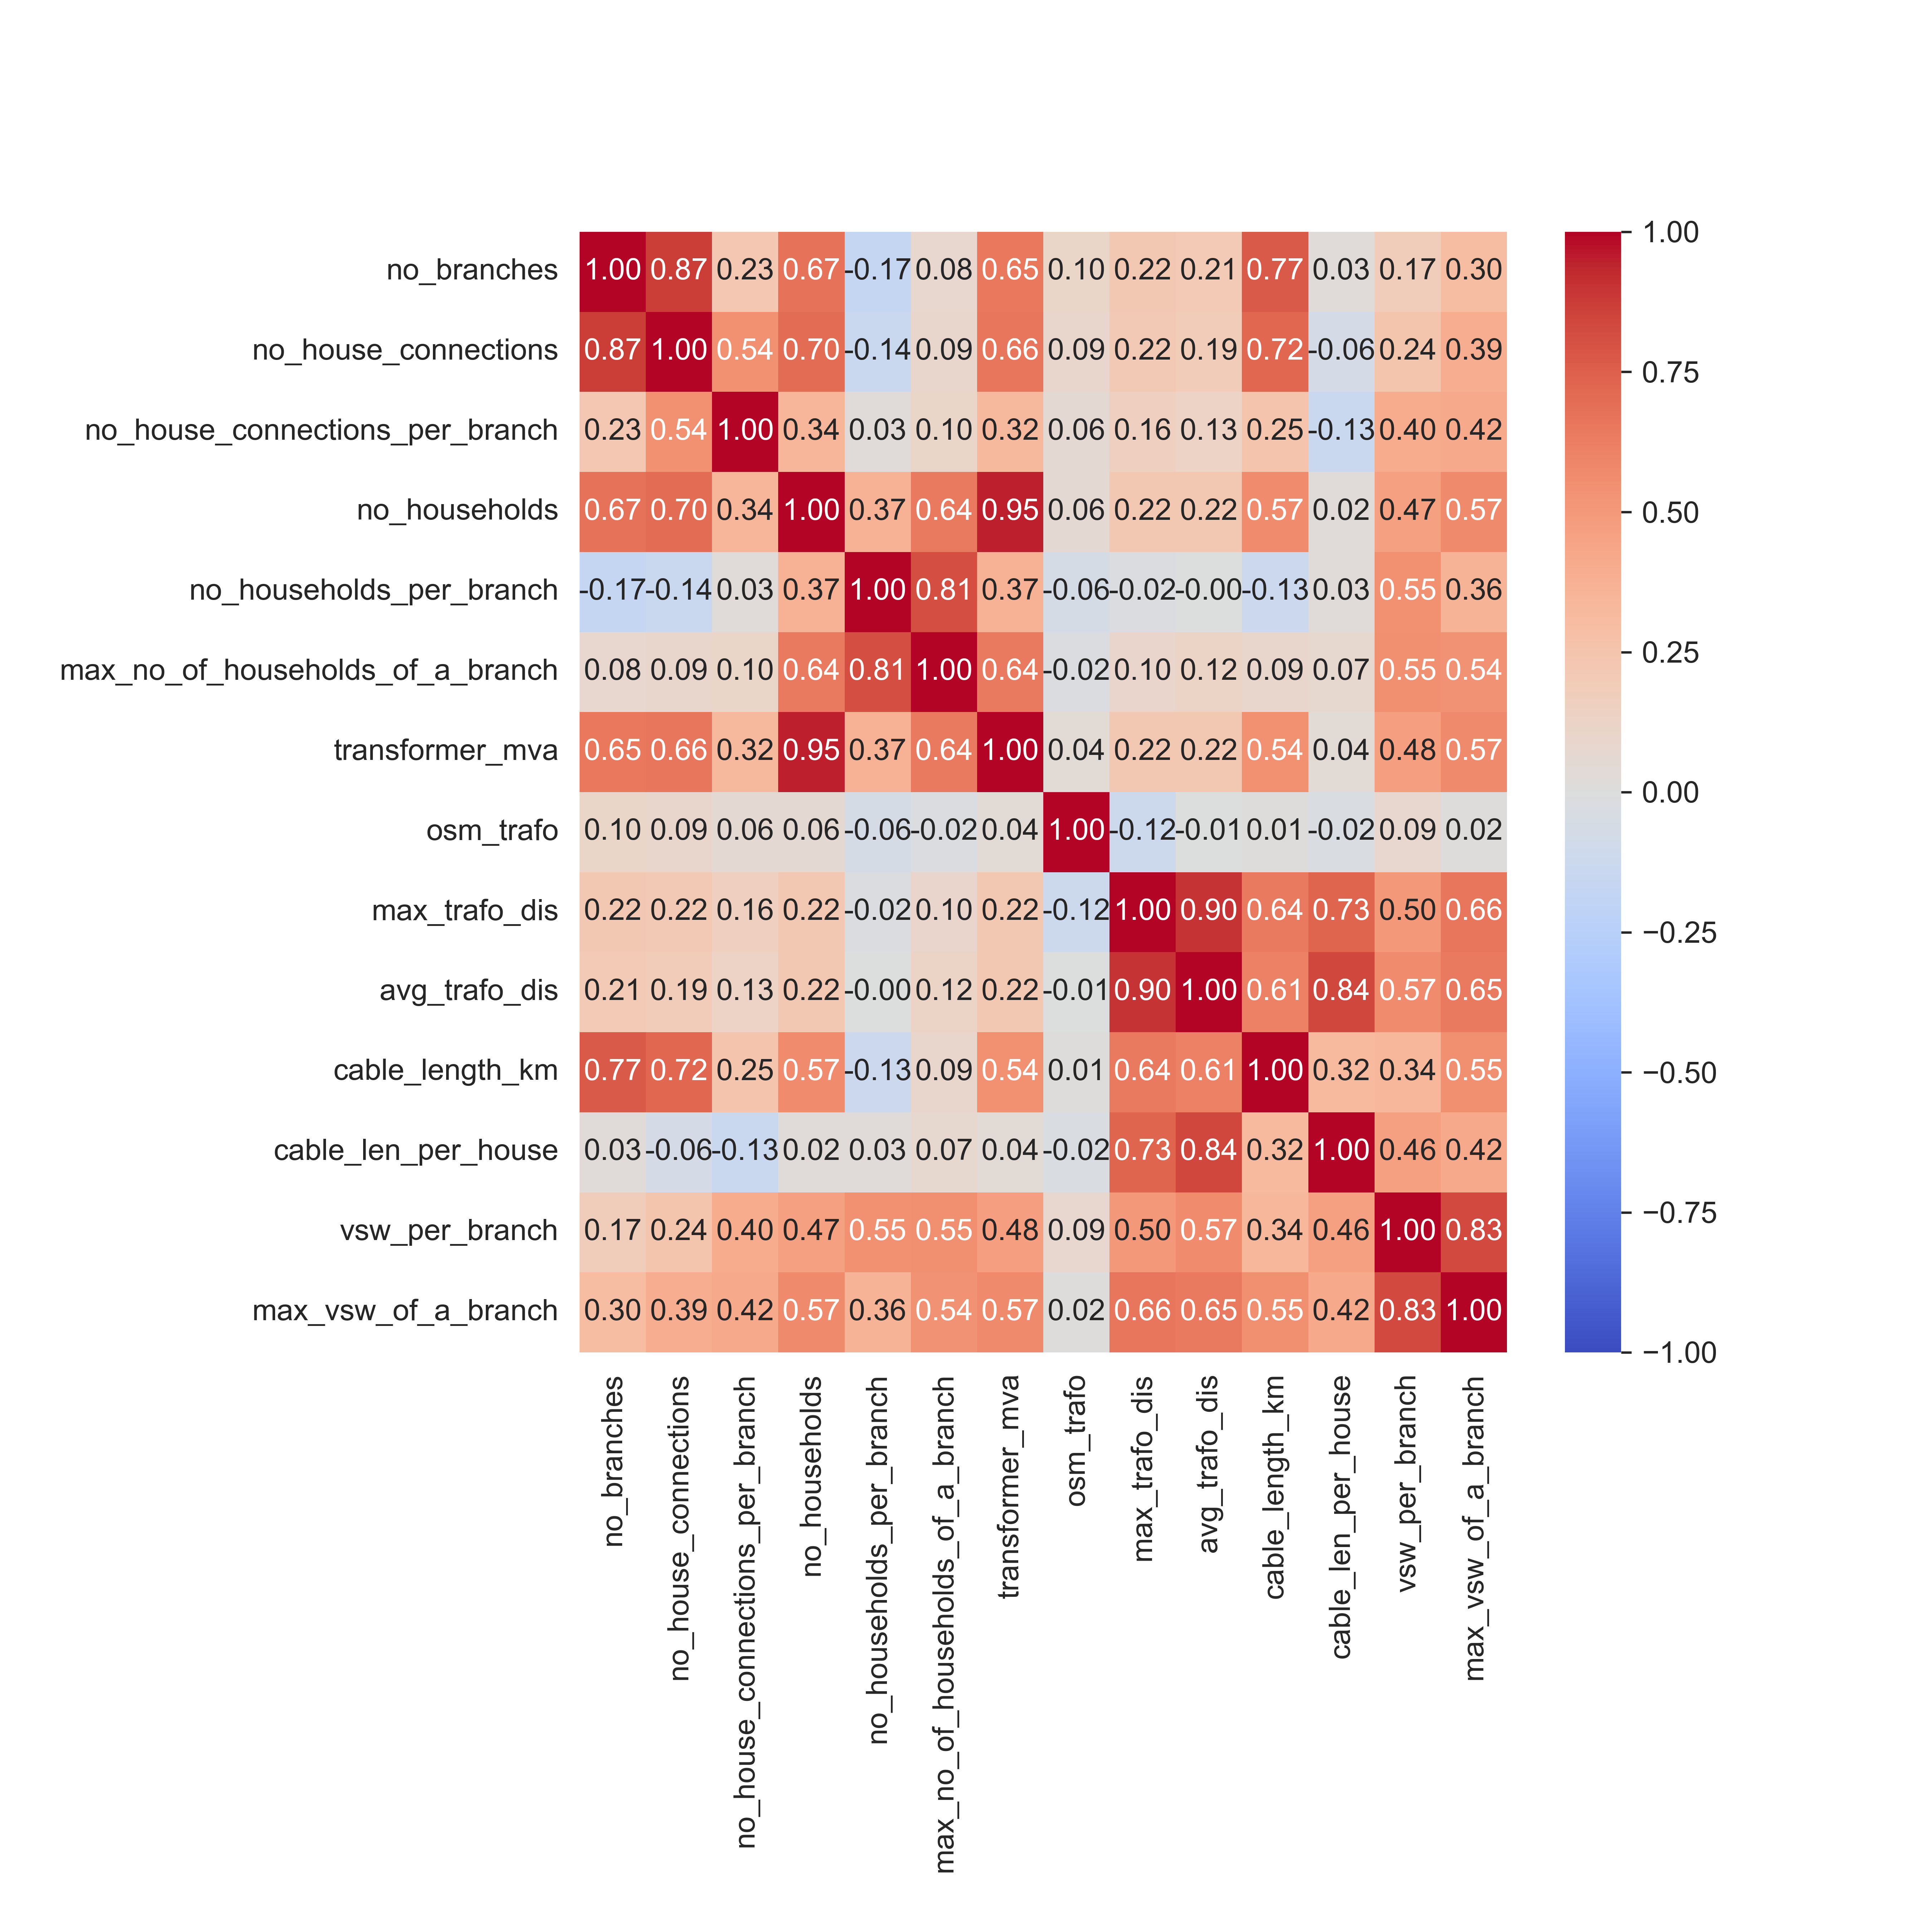 no_branches 1.00 0.87 0.23 0.67 -0.17 0.08 0.65 0.10 0.22 0.21 0.77 0.03 0.17 0.30
no_house_connections 0.87 1.00 0.54 0.70 -0.14 0.09 0.66 0.09 0.22 0.19 0.72 -0.06 0.24 0.39
no_house_connections_per_branch 0.23 0.54 1.00 0.34 0.03 0.10 0.32 0.06 0.16 0.13 0.25 -0.13 0.40 0.42
no_households 0.67 0.70 0.34 1.00 0.37 0.64 0.95 0.06 0.22 0.22 0.57 0.02 0.47 0.57
no_households_per_branch -0.17 -0.14 0.03 0.37 1.00 0.81 0.37 -0.06 -0.02 -0.00 -0.13 0.03 0.55 0.36
max_no_of_households_of_a_branch 0.08 0.09 0.10 0.64 0.81 1.00 0.64 -0.02 0.10 0.12 0.09 0.07 0.55 0.54
transformer_mva 0.65 0.66 0.32 0.95 0.37 0.64 1.00 0.04 0.22 0.22 0.54 0.04 0.48 0.57
osm_trafo 0.10 0.09 0.06 0.06 -0.06 -0.02 0.04 1.00 -0.12 -0.01 0.01 -0.02 0.09 0.02
max_trafo_dis 0.22 0.22 0.16 0.22 -0.02 0.10 0.22 -0.12 1.00 0.90 0.64 0.73 0.50 0.66
avg_trafo_dis 0.21 0.19 0.13 0.22 -0.00 0.12 0.22 -0.01 0.90 1.00 0.61 0.84 0.57 0.65
cable_length_km 0.77 0.72 0.25 0.57 -0.13 0.09 0.54 0.01 0.64 0.61 1.00 0.32 0.34 0.55
cable_len_per_house 0.03 -0.06 -0.13 0.02 0.03 0.07 0.04 -0.02 0.73 0.84 0.32 1.00 0.46 0.42
vsw_per_branch 0.17 0.24 0.40 0.47 0.55 0.55 0.48 0.09 0.50 0.57 0.34 0.46 1.00 0.83
max_vsw_of_a_branch 0.30 0.39 0.42 0.57 0.36 0.54 0.57 0.02 0.66 0.65 0.55 0.42 0.83 1.00
no_branches
no_house_connections
no_house_connections_per_branch
no_households
no_households_per_branch
max_no_of_households_of_a_branch
transformer_mva
osm_trafo
max_trafo_dis
avg_trafo_dis
cable_length_km
cable_len_per_house
vsw_per_branch
max_vsw_of_a_branch
1.00
0.75
0.50
0.25
0.00
−0.25
−0.50
−0.75
−1.00